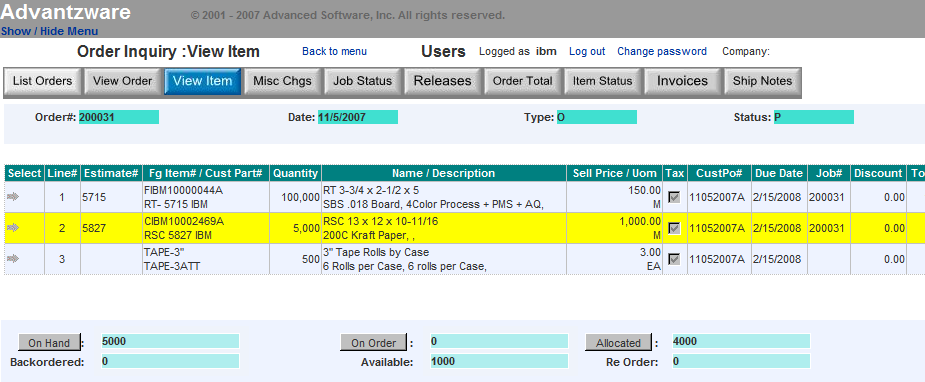 Advantzware © 2001 - 2007 Advanced Software, Inc. All rights reserved.
Show / Hide Menu
Order Inquiry :View Item Back to menu Users Logged as ibm Log out Change password Company:
List Orders View Order View Item Misc Chgs Job Status Releases Order Total Item Status Invoices Ship Notes
Order#: 200031 Date: 11/5/2007 Type: O Status: P
Select Line# Estimate# Fg Item# / Cust Part# Quantity Name / Description Sell Price / Uom Tax CustPo# Due Date Job# Discount To
1 5715 FIBM10000044A 100,000 RT 3-3/4 x 2-1/2 x 5 150.00 11052007A 2/15/2008 200031 0.00
RT- 5715 IBM SBS .018 Board, 4Color Process + PMS + AQ, M
2 5827 CIBM10002469A 5,000 RSC 13 x 12 x 10-11/16 1,000.00 11052007A 2/15/2008 200031 0.00
RSC 5827 IBM 200C Kraft Paper, , M
3 TAPE-3" 500 3" Tape Rolls by Case 3.00 11052007A 2/15/2008 0.00
TAPE-3ATT 6 Rolls per Case, 6 rolls per Case, EA
On Hand : 5000 On Order : 0 Allocated : 4000
Backordered: 0 Available: 1000 Re Order: 0